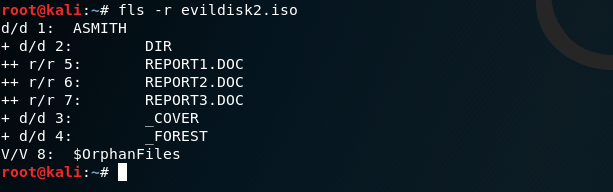 root@kali:~# fls -r evildisk2.iso
d/d 1:  ASMITH
+ d/d 2:        DIR
++ r/r 5:       REPORT1.DOC
++ r/r 6:       REPORT2.DOC
++ r/r 7:       REPORT3.DOC
+ d/d 3:        _COVER
+ d/d 4:        _FOREST
V/V 8:  $OrphanFiles
root@kali:~#